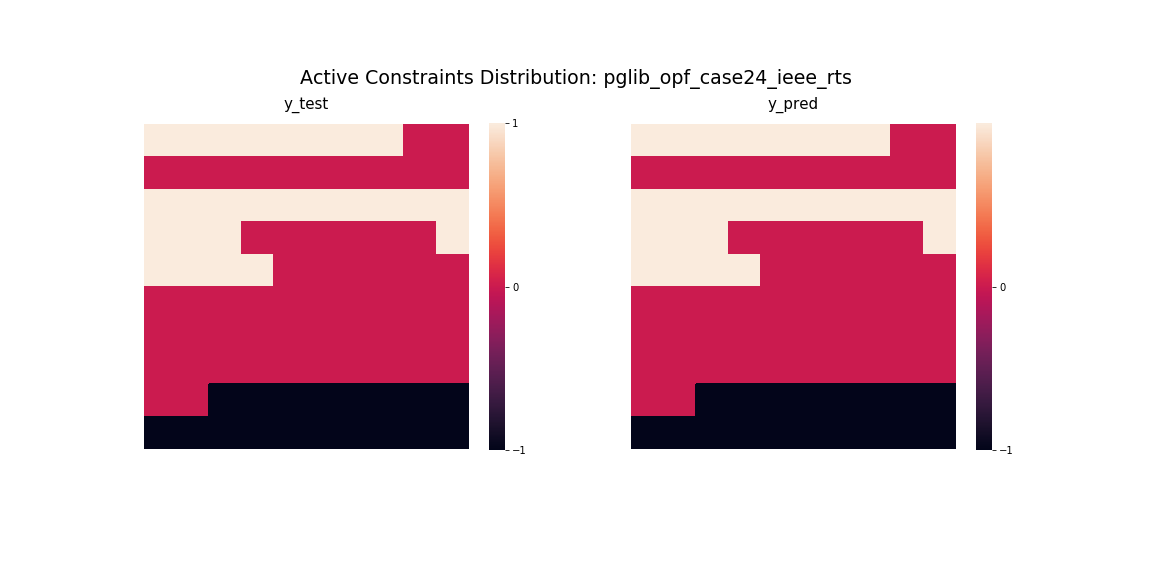 Active Constraints Distribution: pglib_opf_case24_ieee_rts
y_test
y_pred
1
0
−1
0
−1